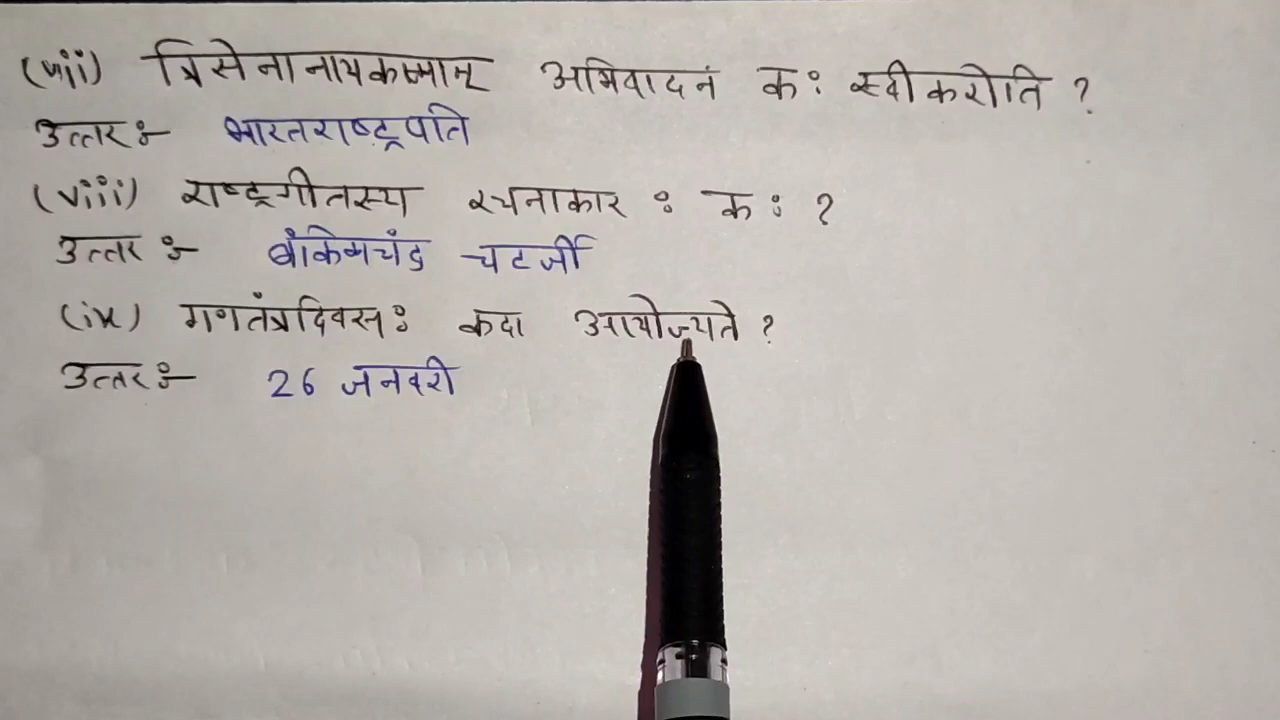 (vii) त्रिसेनानायकानाम् अभिवादनं कः स्वीकरोति ?
उत्तरः- भारतराष्ट्रपति
(viii) राष्ट्रगीतस्य रचनाकारः कः ?
उत्तरः- बंकिमचंद्र चटर्जी
(ix) गणतंत्रदिवसः कदा आयोज्यते ?
उत्तरः- 26 जनवरी